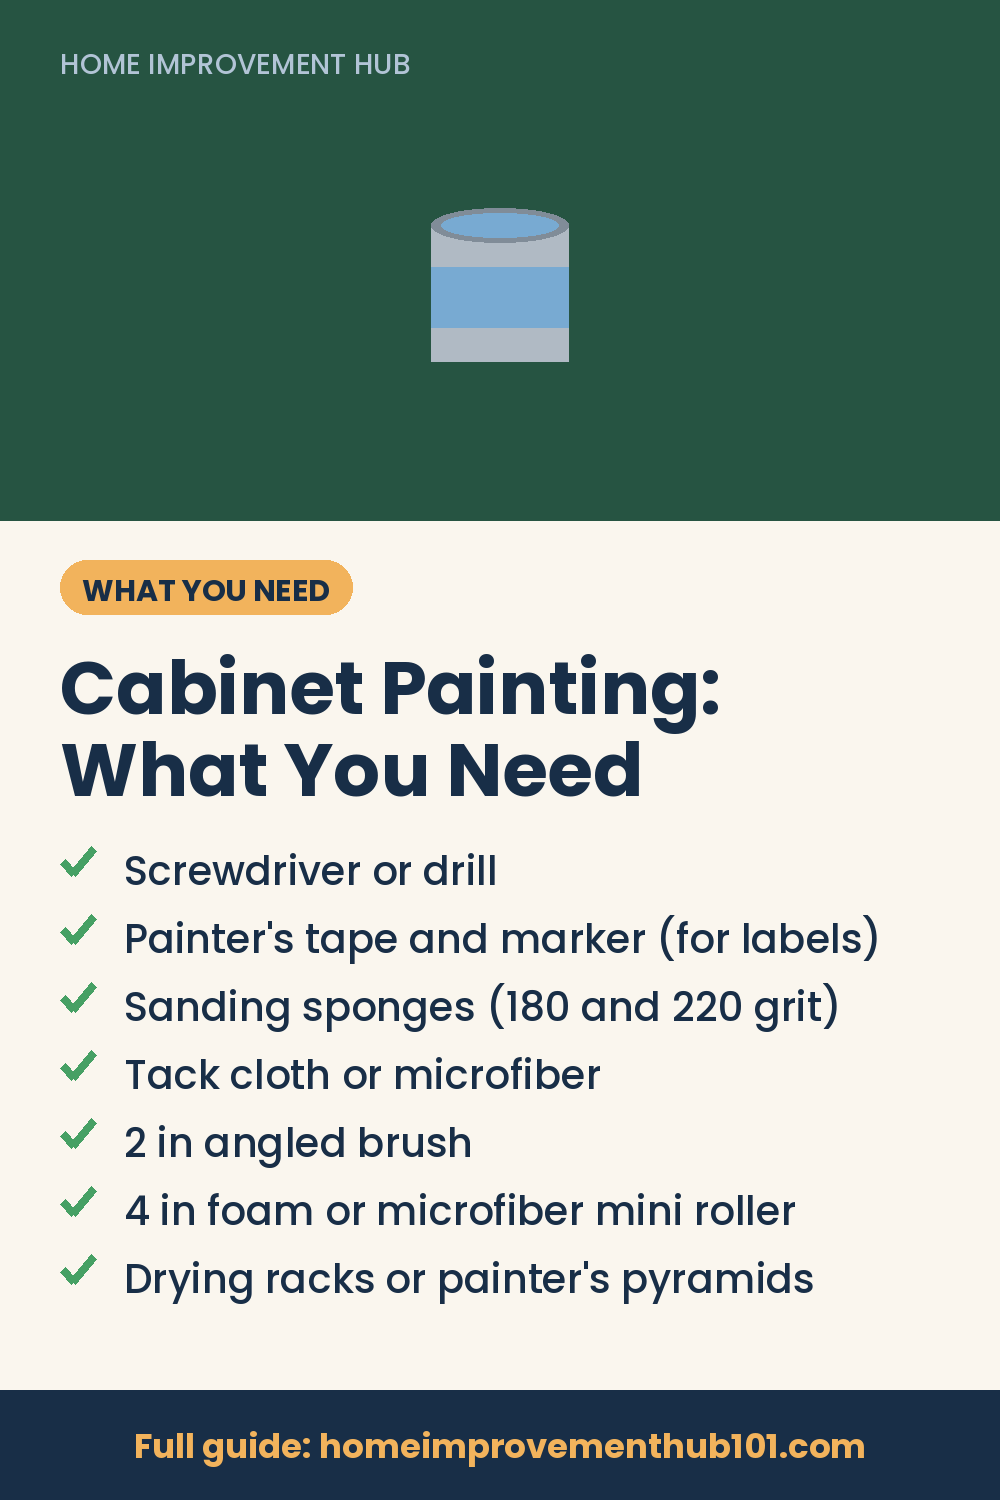 HOME IMPROVEMENT HUB
WHAT YOU NEED
Cabinet Painting:
What You Need
Screwdriver or drill
Painter's tape and marker (for labels)
Sanding sponges (180 and 220 grit)
Tack cloth or microfiber
2 in angled brush
4 in foam or microfiber mini roller
Drying racks or painter's pyramids
Full guide: homeimprovementhub101.com